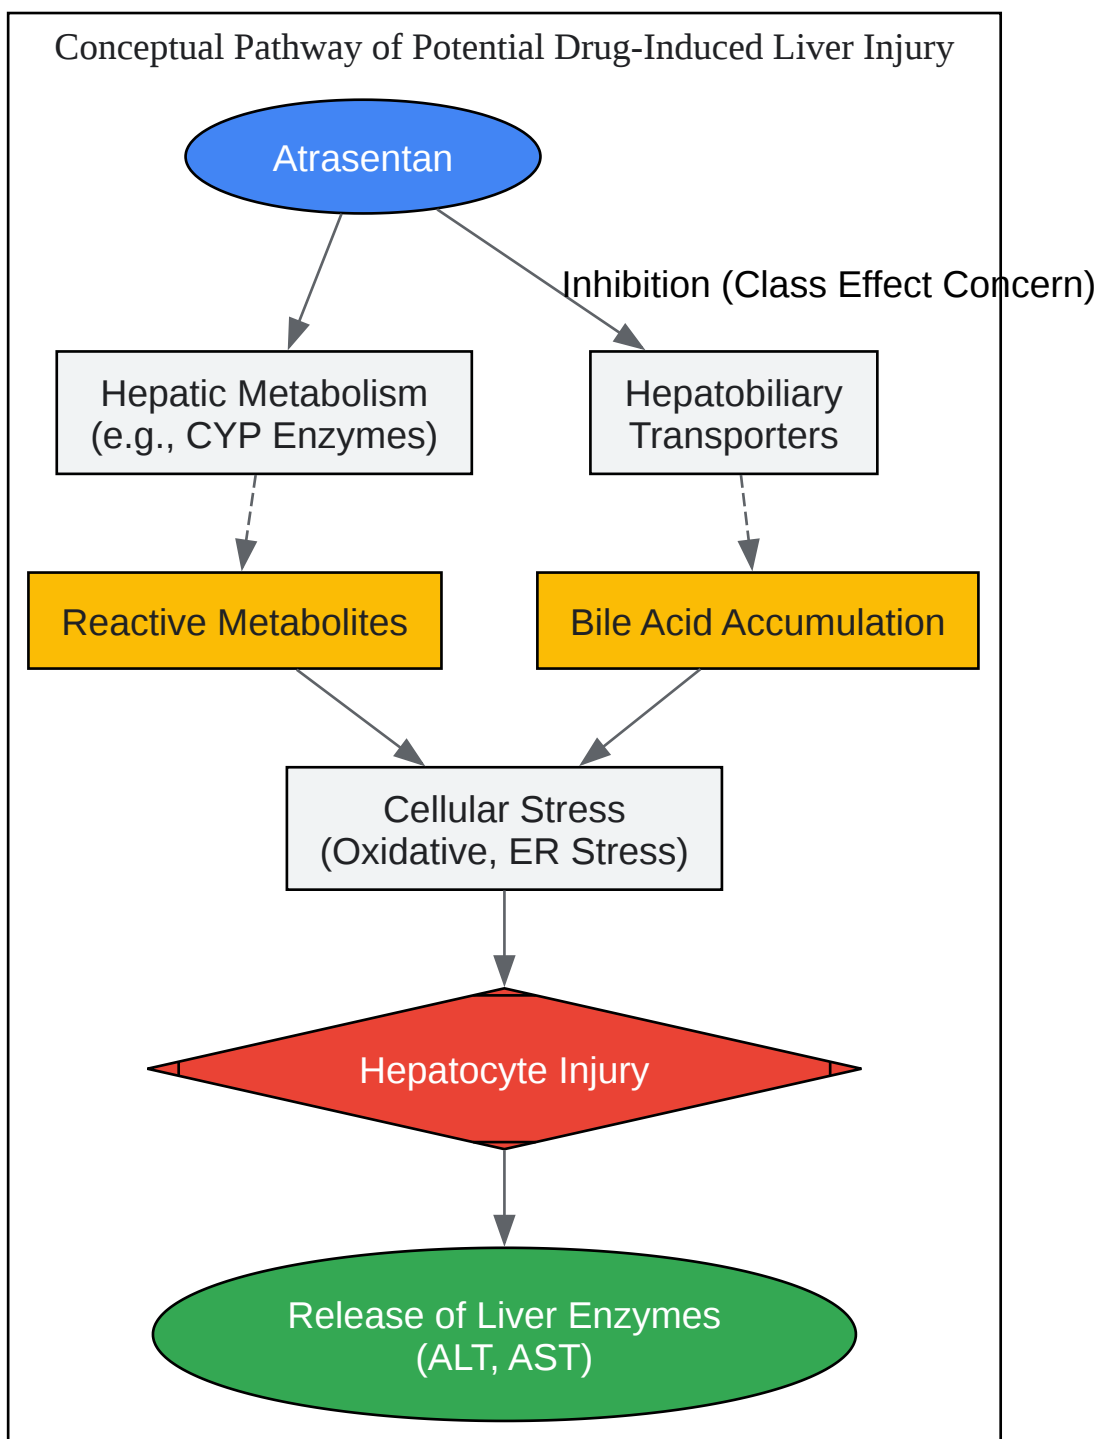 Conceptual Pathway of Potential Drug-Induced Liver Injury
Atrasentan
Inhibition (Class Effect Concern)
Hepatic Metabolism
(e.g., CYP Enzymes)
Hepatobiliary
Transporters
Reactive Metabolites
Bile Acid Accumulation
Cellular Stress
(Oxidative, ER Stress)
Hepatocyte Injury
Release of Liver Enzymes
(ALT, AST)